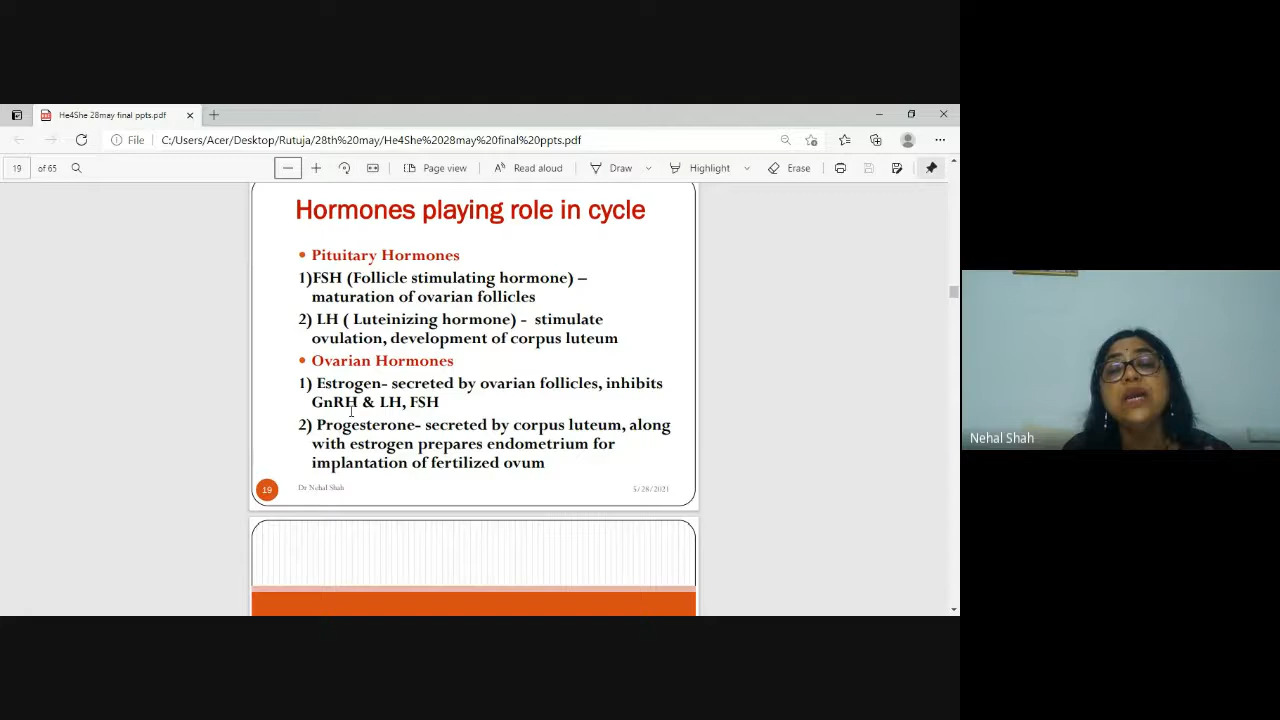 He4She 28may final ppts.pdf
File C:/Users/Acer/Desktop/Rutuja/28th%20may/He4She%2028may%20final%20ppts.pdf
19 of 65 Page view Read aloud Draw Highlight Erase
Hormones playing role in cycle
• Pituitary Hormones
1)FSH (Follicle stimulating hormone) –
maturation of ovarian follicles
2) LH ( Luteinizing hormone) - stimulate
ovulation, development of corpus luteum
• Ovarian Hormones
1) Estrogen- secreted by ovarian follicles, inhibits
GnRH & LH, FSH
2) Progesterone- secreted by corpus luteum, along
with estrogen prepares endometrium for
implantation of fertilized ovum
19 Dr Nehal Shah 5/28/2021
Nehal Shah